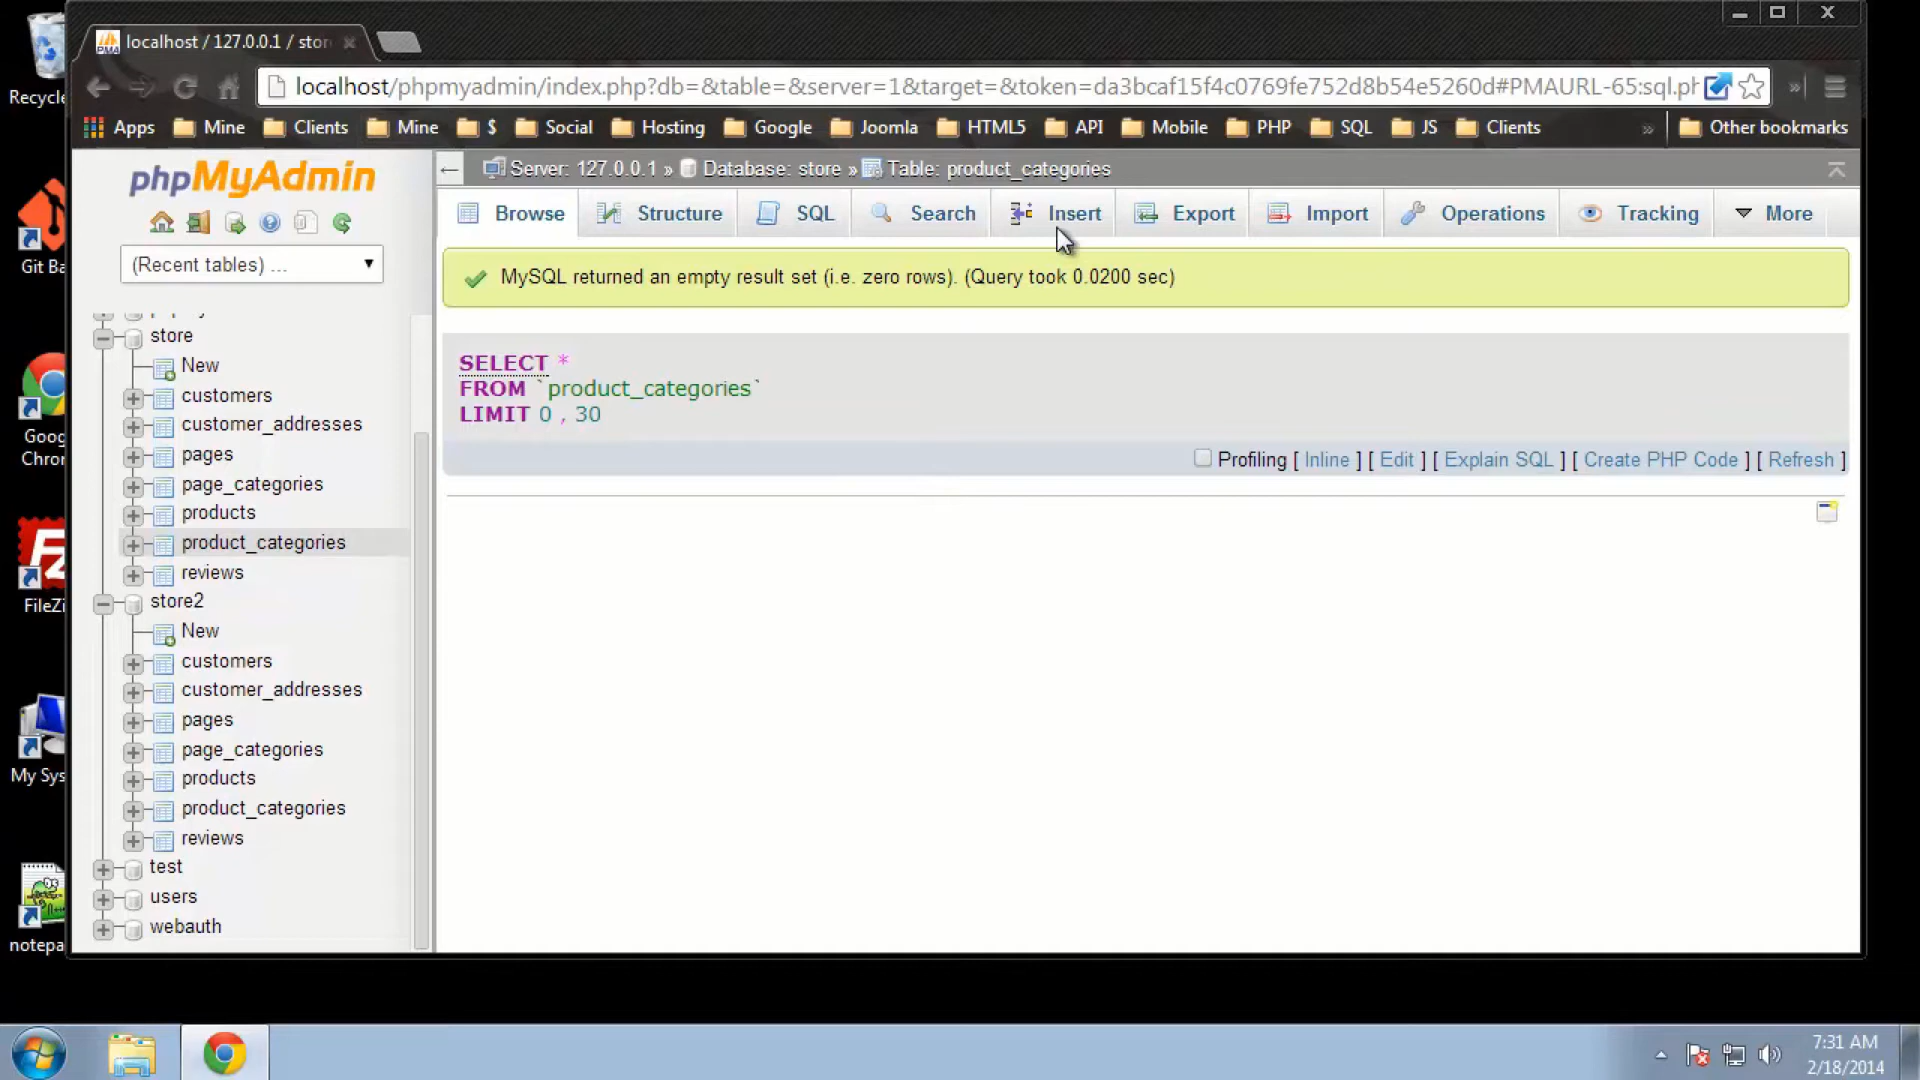 localhost / 127.0.0.1 / stor
localhost/phpmyadmin/index.php?db=&table=&server=1&target=&token=da3bcaf15f4c0769fe752d8b54e5260d#PMAURL-65:sql.ph
Apps Mine Clients Mine $ Social Hosting Google Joomla HTML5 API Mobile PHP SQL JS Clients » Other bookmarks
Recycle
Git Ba
Goog
Chron
FileZi
My Sys
notepa
phpMyAdmin
(Recent tables) ...
store
New
customers
customer_addresses
pages
page_categories
products
product_categories
reviews
store2
New
customers
customer_addresses
pages
page_categories
products
product_categories
reviews
test
users
webauth
Server: 127.0.0.1 » Database: store » Table: product_categories
Browse Structure SQL Search Insert Export Import Operations Tracking More
MySQL returned an empty result set (i.e. zero rows). (Query took 0.0200 sec)
SELECT *
FROM `product_categories`
LIMIT 0 , 30
Profiling [ Inline ] [ Edit ] [ Explain SQL ] [ Create PHP Code ] [ Refresh ]
7:31 AM
2/18/2014